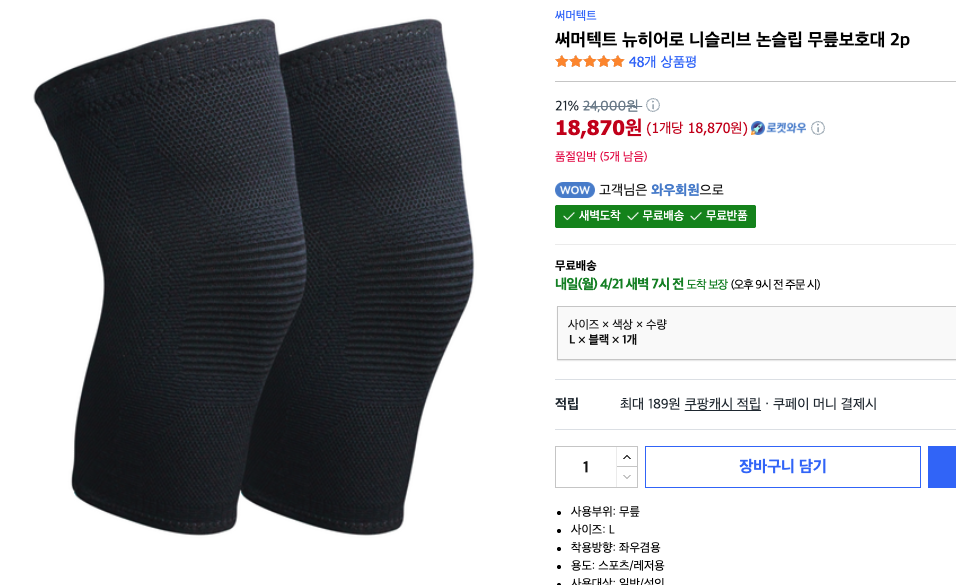 써머텍트
써머텍트 뉴히어로 니슬리브 논슬립 무릎보호대 2p
48개 상품평
21% 24,000원
18,870원 (1개당 18,870원) 로켓와우
품절임박 (5개 남음)
WOW 고객님은 와우회원으로
새벽도착 무료배송 무료반품
무료배송
내일(월) 4/21 새벽 7시 전 도착 보장 (오후 9시 전 주문 시)
사이즈 × 색상 × 수량
L × 블랙 × 1개
적립 최대 189원 쿠팡캐시 적립 · 쿠페이 머니 결제시
1 장바구니 담기
• 사용부위: 무릎
• 사이즈: L
• 착용방향: 좌우겸용
• 용도: 스포츠/레저용
• 사용대상: 일반/성인